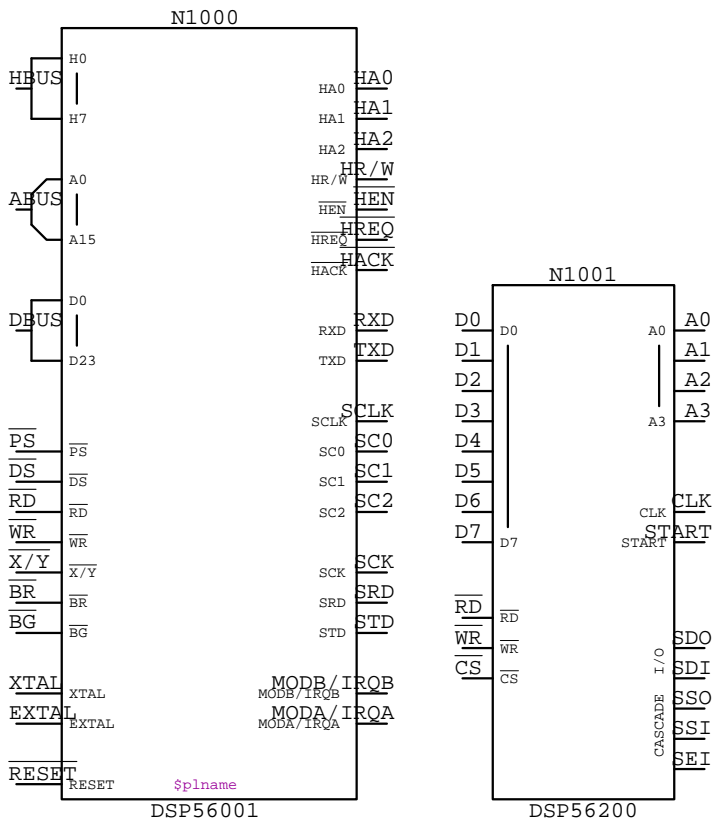 N1000
HBUS
H0
H7
ABUS
A0
A15
DBUS
D0
D23
PS PS
DS DS
RD RD
WR WR
X/Y X/Y
BR BR
BG BG
XTAL XTAL
EXTAL EXTAL
RESET RESET
HA0 HA0
HA1 HA1
HA2 HA2
HR/W HR/W
HEN HEN
HREQ HREQ
HACK HACK
RXD RXD
TXD TXD
SCLK SCLK
SC0 SC0
SC1 SC1
SC2 SC2
SCK SCK
SRD SRD
STD STD
MODB/IRQB MODB/IRQB
MODA/IRQA MODA/IRQA
$plname
DSP56001
N1001
D0 D0
D1
D2
D3
D4
D5
D6
D7 D7
RD RD
WR WR
CS CS
A0 A0
A1
A2
A3 A3
CLK CLK
START START
CASCADE I/O
SDO
SDI
SSO
SSI
SEI
DSP56200